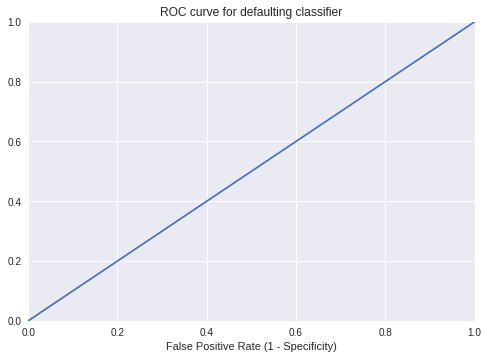 ROC curve for defaulting classifier
1.0
0.8
0.6
0.4
0.2
0.0
0.0 0.2 0.4 0.6 0.8 1.0
False Positive Rate (1 - Specificity)